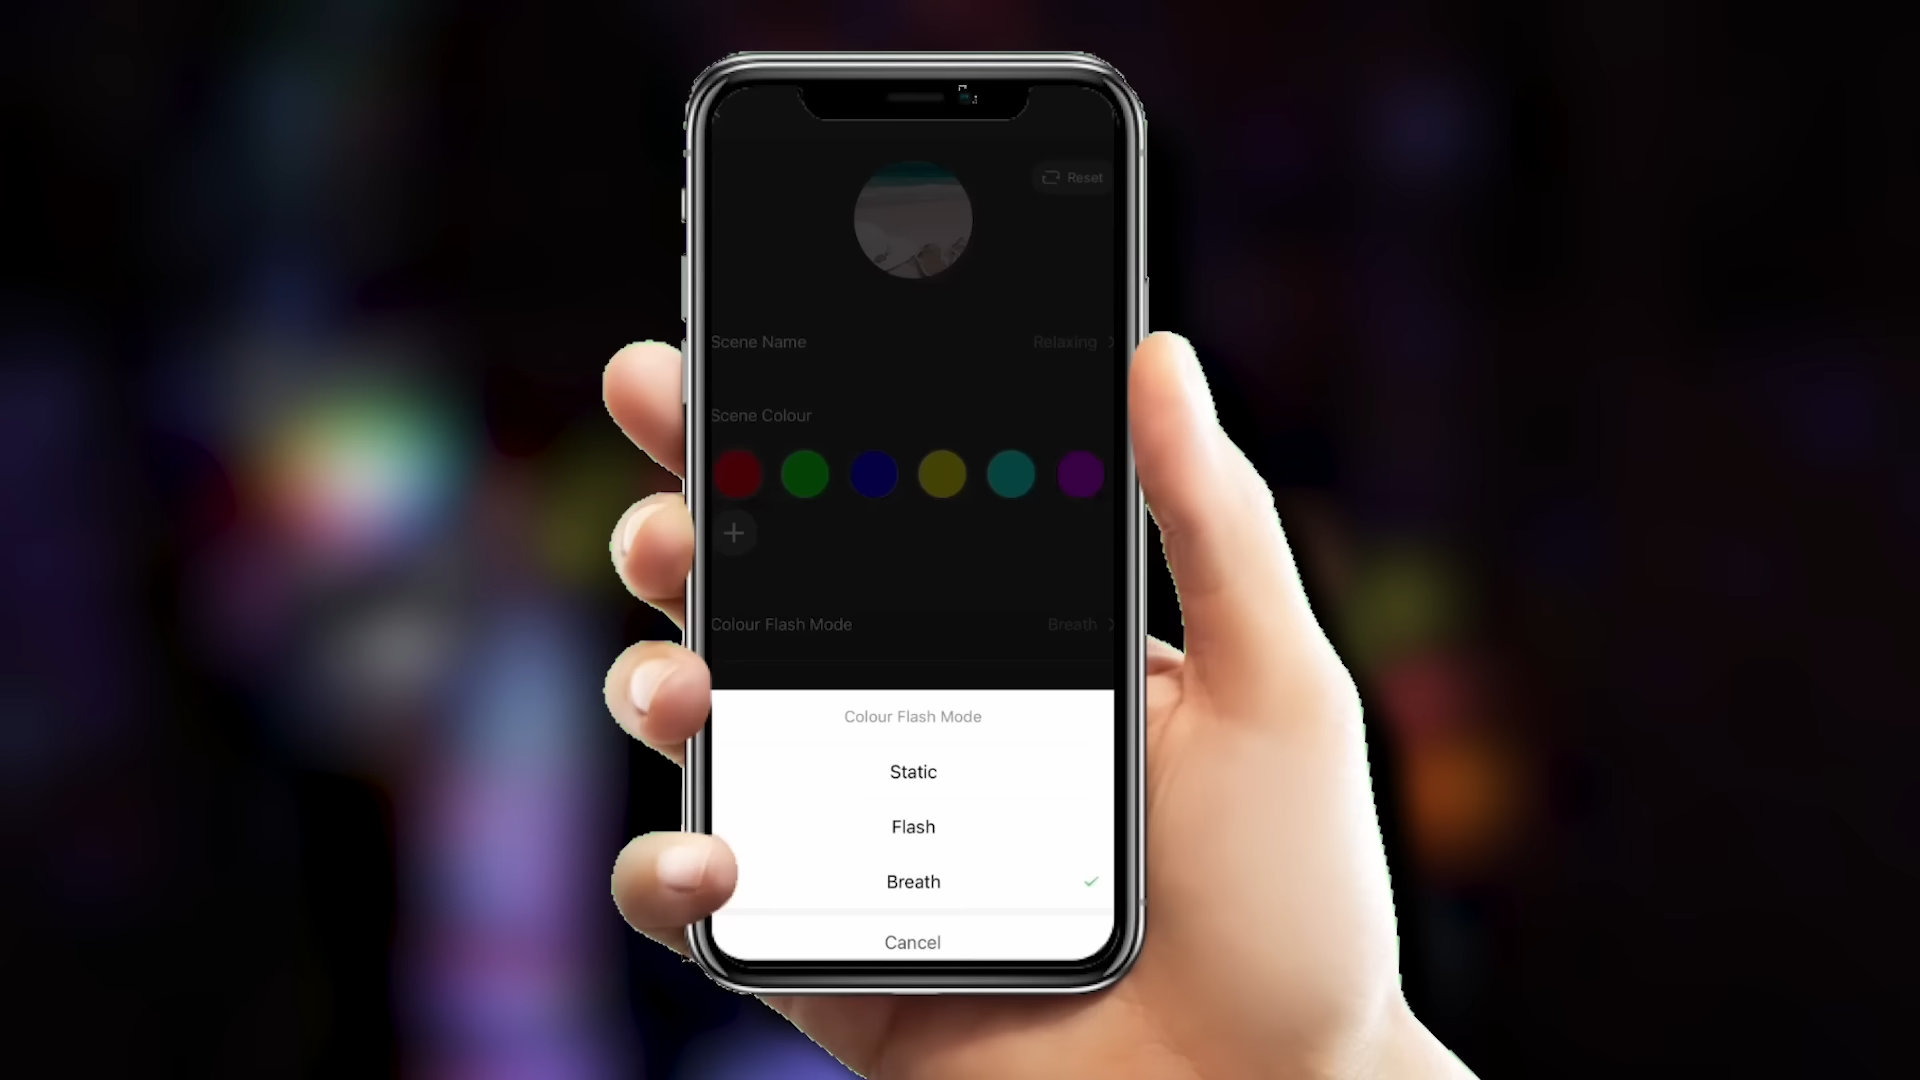 Reset
Scene Name
Relaxing
Scene Colour
Colour Flash Mode
Breath
Colour Flash Mode
Static
Flash
Breath
Cancel